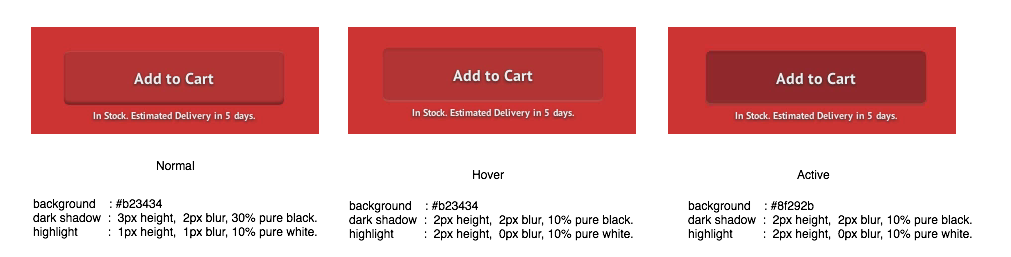 Add to Cart
In Stock. Estimated Delivery in 5 days.
Normal
background : #b23434
dark shadow : 3px height, 2px blur, 30% pure black.
highlight : 1px height, 1px blur, 10% pure white.
Add to Cart
In Stock. Estimated Delivery in 5 days.
Hover
background : #b23434
dark shadow : 2px height, 2px blur, 10% pure black.
highlight : 2px height, 0px blur, 10% pure white.
Add to Cart
In Stock. Estimated Delivery in 5 days.
Active
background : #8f292b
dark shadow : 2px height, 2px blur, 10% pure black.
highlight : 2px height, 0px blur, 10% pure white.